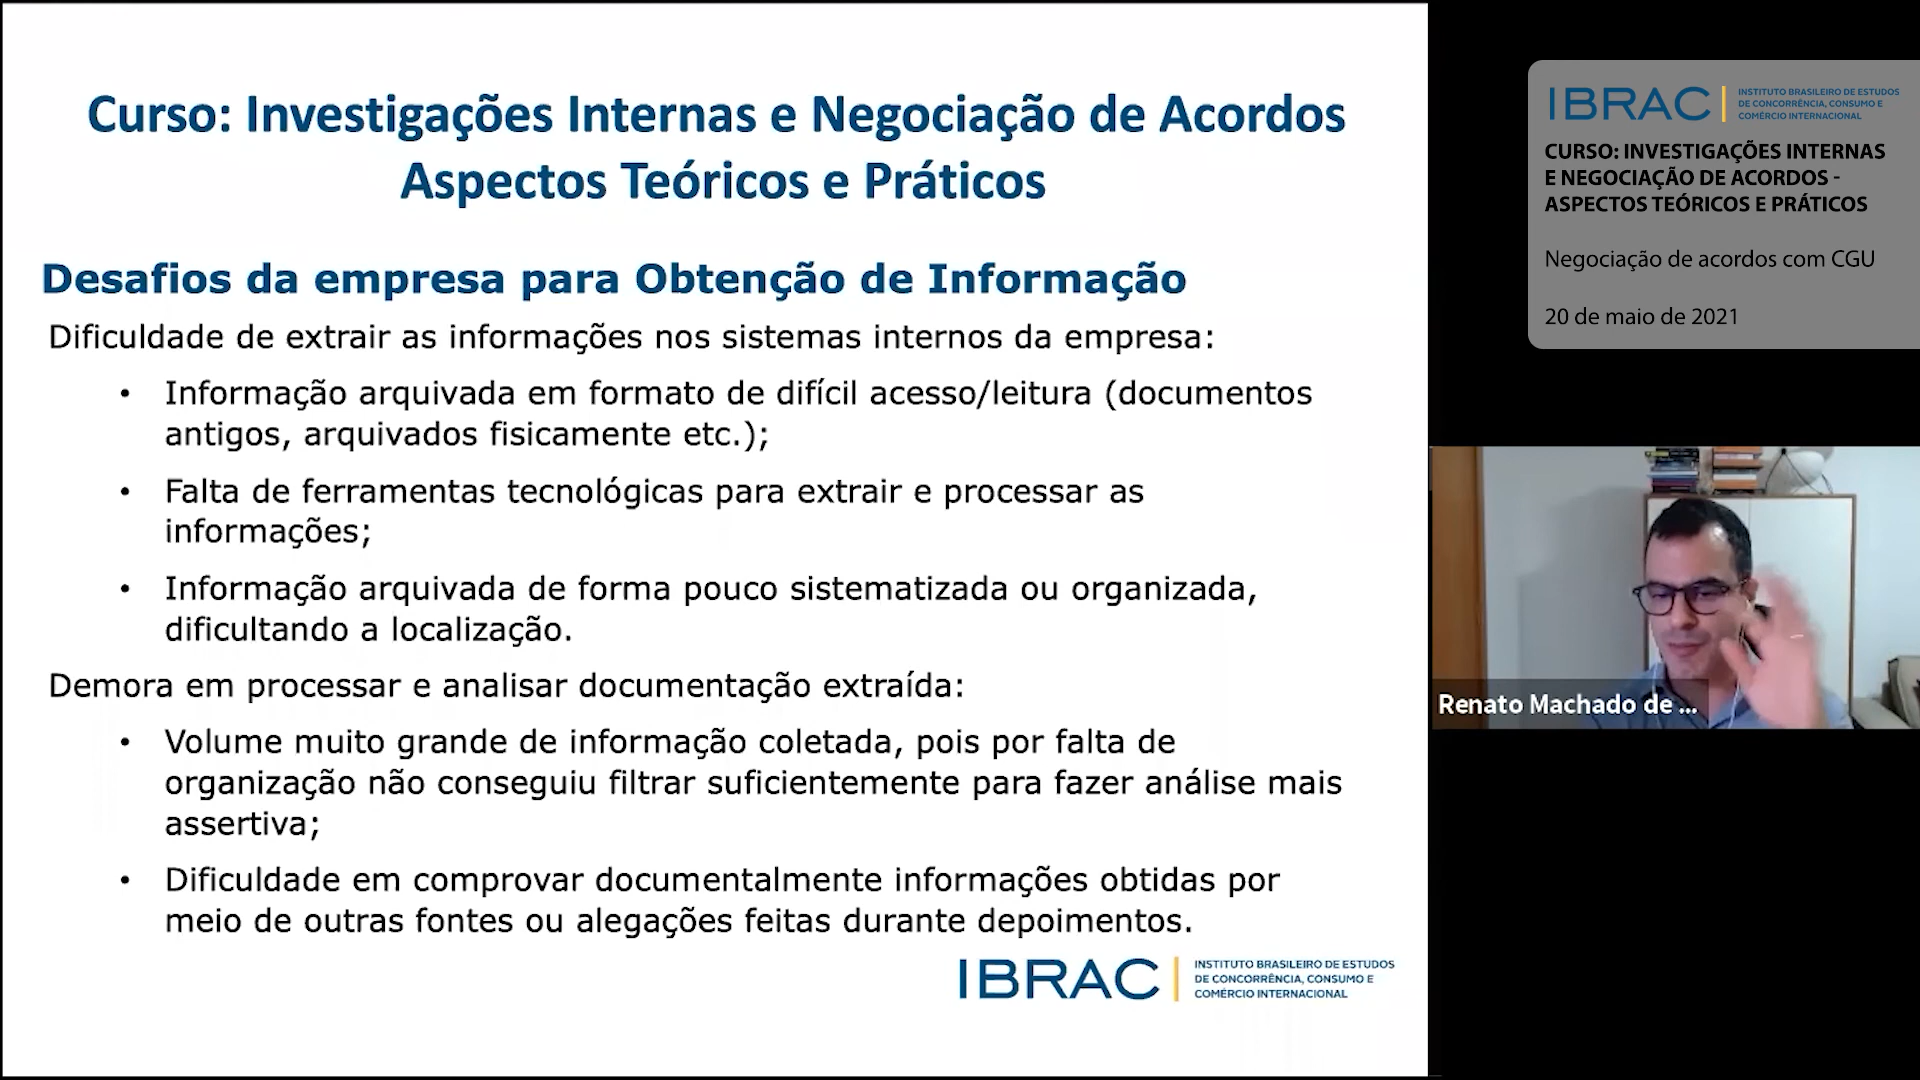 Curso: Investigações Internas e Negociação de Acordos
Aspectos Teóricos e Práticos
Desafios da empresa para Obtenção de Informação
Dificuldade de extrair as informações nos sistemas internos da empresa:
• Informação arquivada em formato de difícil acesso/leitura (documentos
antigos, arquivados fisicamente etc.);
• Falta de ferramentas tecnológicas para extrair e processar as
informações;
• Informação arquivada de forma pouco sistematizada ou organizada,
dificultando a localização.
Demora em processar e analisar documentação extraída:
• Volume muito grande de informação coletada, pois por falta de
organização não conseguiu filtrar suficientemente para fazer análise mais
assertiva;
• Dificuldade em comprovar documentalmente informações obtidas por
meio de outras fontes ou alegações feitas durante depoimentos.
IBRAC
INSTITUTO BRASILEIRO DE ESTUDOS
DE CONCORRÊNCIA, CONSUMO E
COMÉRCIO INTERNACIONAL
IBRAC
INSTITUTO BRASILEIRO DE ESTUDOS
DE CONCORRÊNCIA, CONSUMO E
COMÉRCIO INTERNACIONAL
CURSO: INVESTIGAÇÕES INTERNAS
E NEGOCIAÇÃO DE ACORDOS -
ASPECTOS TEÓRICOS E PRÁTICOS
Negociação de acordos com CGU
20 de maio de 2021
Renato Machado de ...